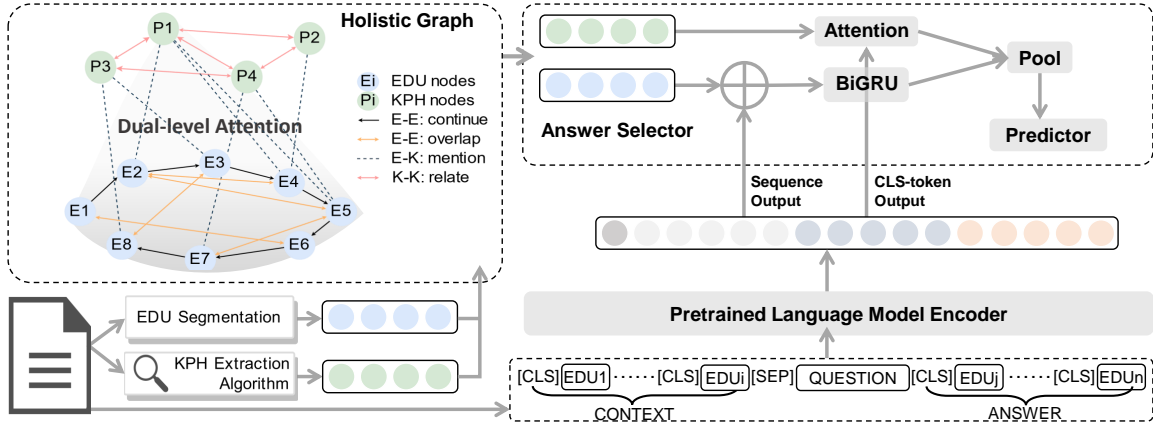 Holistic Graph
P1
P2
P3
P4
Ei EDU nodes
Pi KPH nodes
E-E: continue
E-E: overlap
E-K: mention
K-K: relate
Dual-level Attention
E1
E2
E3
E4
E5
E6
E7
E8
Attention
BiGRU
Pool
Predictor
Answer Selector
Sequence
Output
CLS-token
Output
EDU Segmentation
KPH Extraction
Algorithm
Pretrained Language Model Encoder
[CLS] EDU1 ······ [CLS] EDUi [SEP] QUESTION [CLS] EDUj ······ [CLS] EDUn
CONTEXT
ANSWER